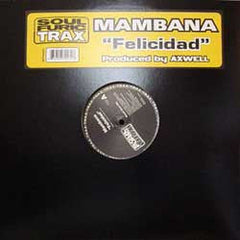 SOUL
FURIC
TRAX
MAMBANA
"Felicidad"
Produced by AXWELL